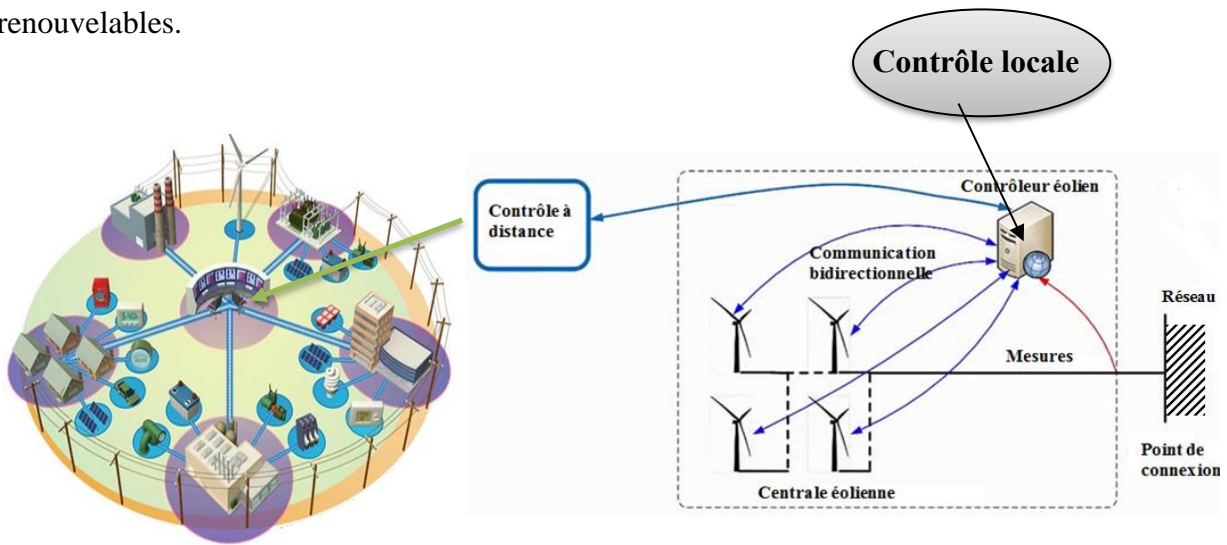 renouvelables.
Contrôle locale
Contrôle à
distance
Contrôleur éolien
Communication
bidirectionnelle
Réseau
Mesures
Point de
connexion
Centrale éolienne